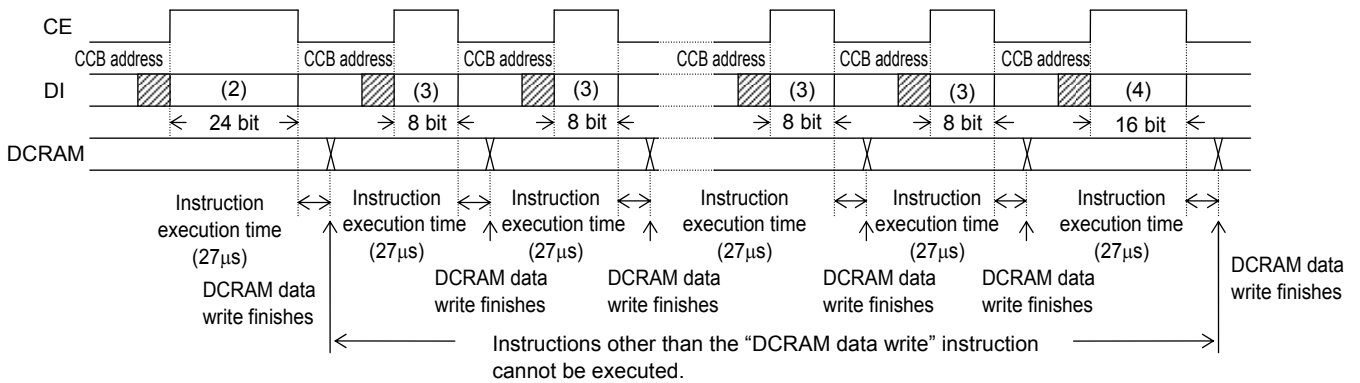 CE
CCB address CCB address CCB address CCB address CCB address CCB address
DI (2) (3) (3) (3) (3) (4)
24 bit 8 bit 8 bit 8 bit 8 bit 16 bit
DCRAM
Instruction execution time (27μs)
Instruction execution time (27μs)
Instruction execution time (27μs)
Instruction execution time (27μs)
Instruction execution time (27μs)
Instruction execution time (27μs)
DCRAM data write finishes
DCRAM data write finishes
DCRAM data write finishes
DCRAM data write finishes
DCRAM data write finishes
DCRAM data write finishes
Instructions other than the “DCRAM data write” instruction
cannot be executed.